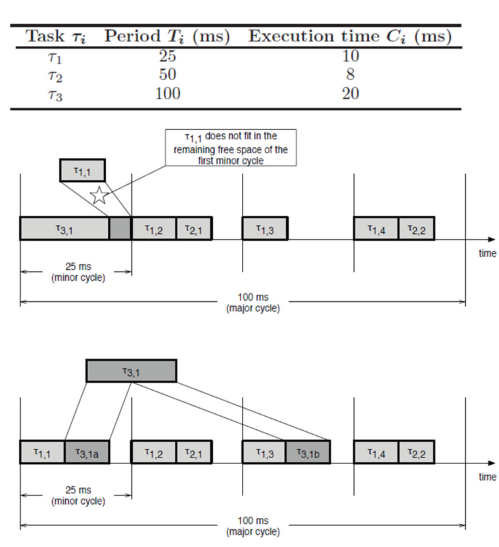 Task τi Period Ti (ms) Execution time Ci (ms)
τ1 25 10
τ2 50 8
τ3 100 20
τ1,1 does not fit in the
remaining free space of the
first minor cycle
τ1,1
τ3,1 τ1,2 τ2,1 τ1,3 τ1,4 τ2,2
time
25 ms
(minor cycle)
100 ms
(major cycle)
τ3,1
τ1,1 τ3,1a τ1,2 τ2,1 τ1,3 τ3,1b τ1,4 τ2,2
time
25 ms
(minor cycle)
100 ms
(major cycle)